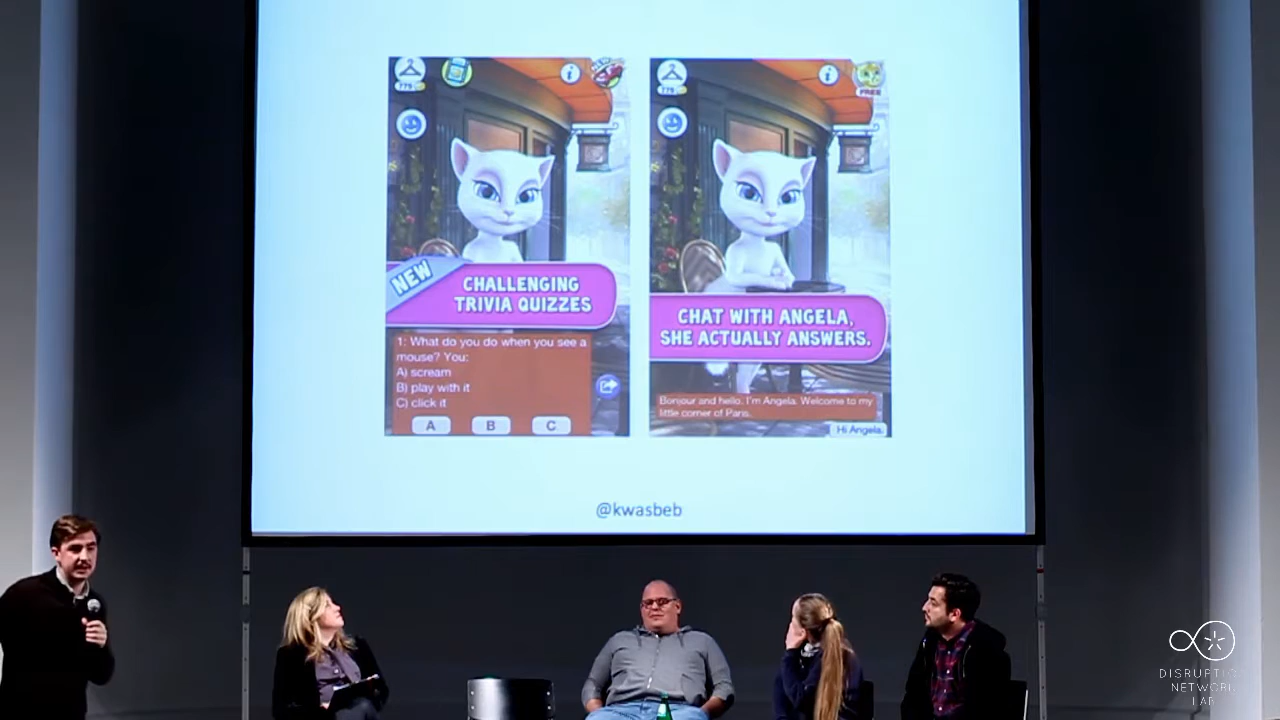 779
i
NEW
CHALLENGING
TRIVIA QUIZZES
1: What do you do when you see a
mouse? You:
A) scream
B) play with it
C) click it
A B C
779
i
FREE
CHAT WITH ANGELA,
SHE ACTUALLY ANSWERS.
Bonjour and hello. I'm Angela. Welcome to my
little corner of Paris.
Hi Angela.
@kwasbeb
DISRUPTION
NETWORK
LAB